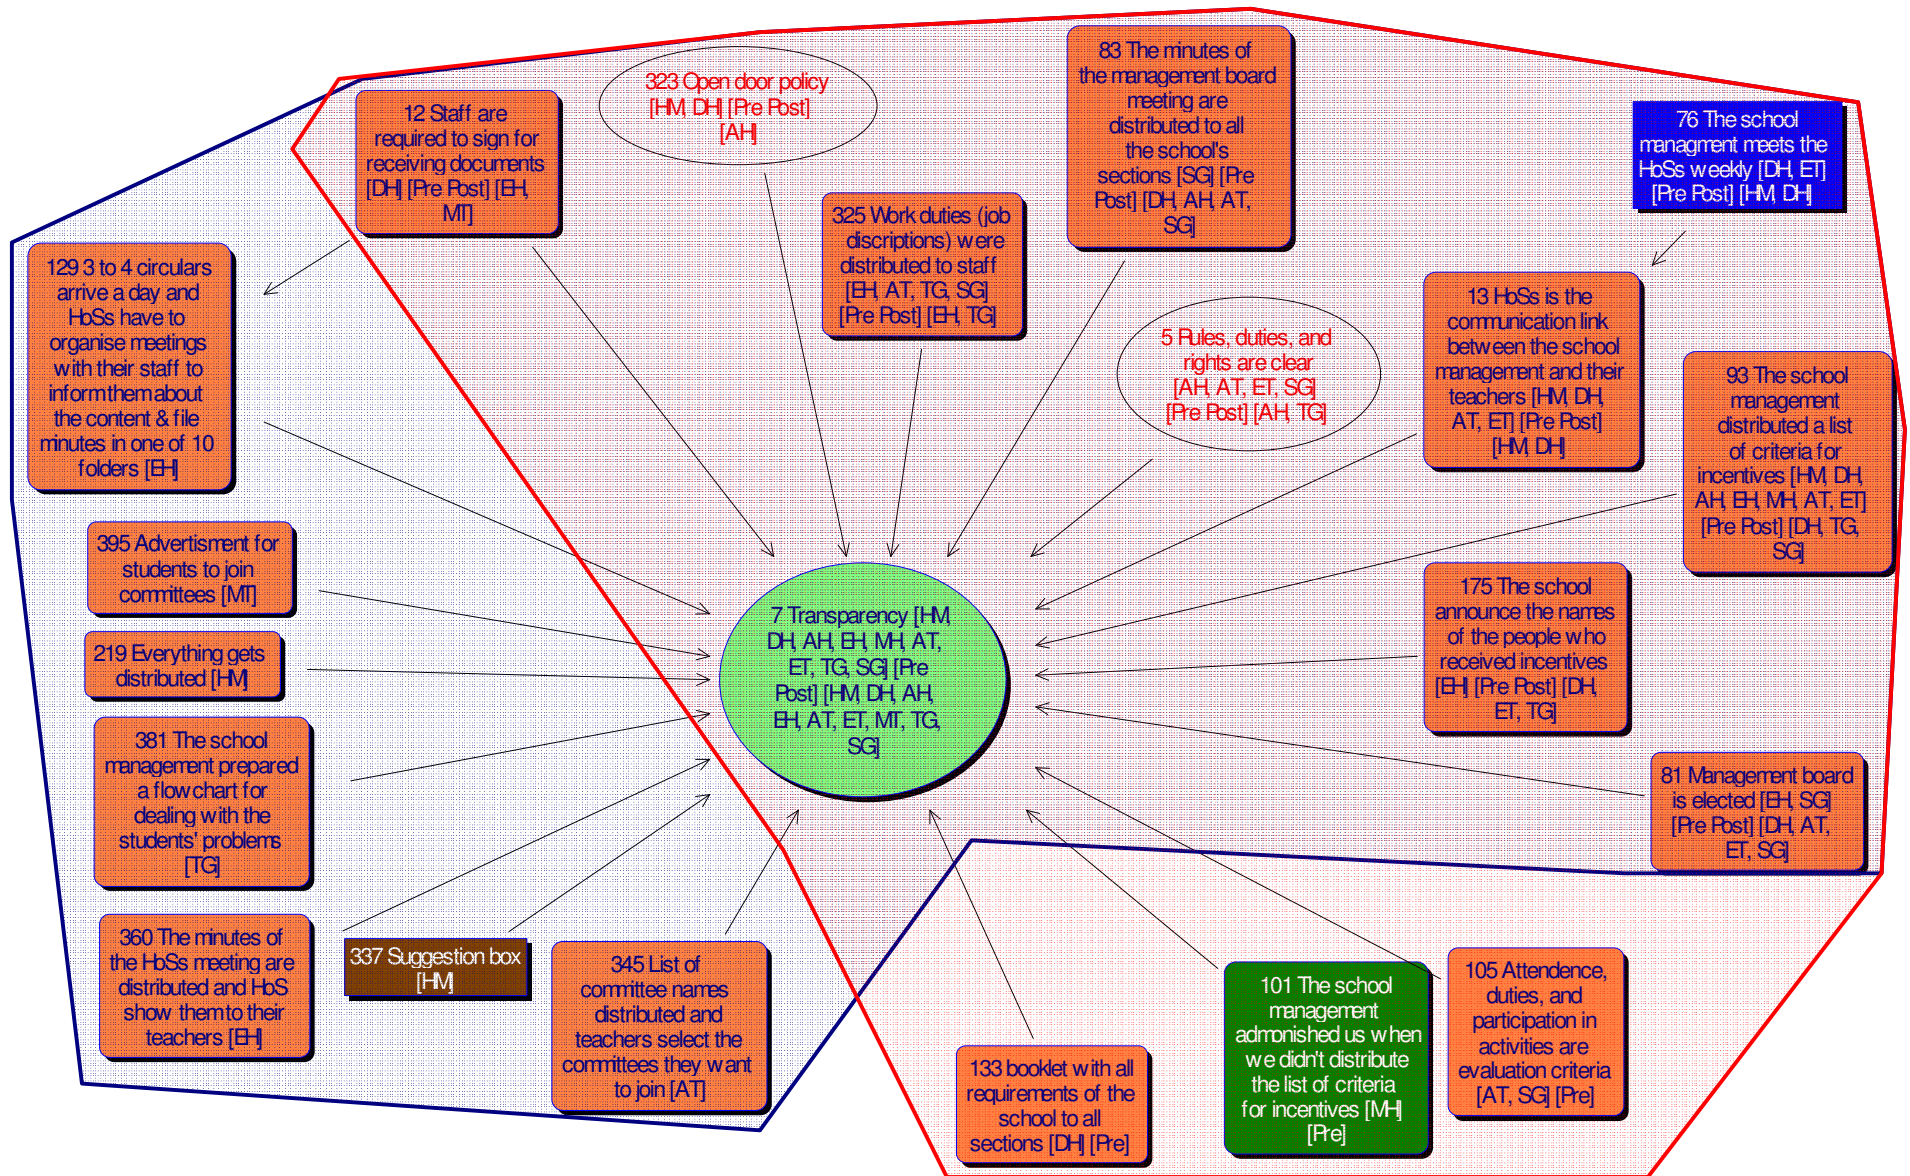 12 Staff are
required to sign for
receiving documents
[DH] [Pre Post] [EH,
MT]
323 Open door policy
[HM, DH] [Pre Post]
[AH]
83 The minutes of
the management board
meeting are
distributed to all
the school's
sections [SG] [Pre
Post] [DH, AH, AT,
SG]
76 The school
managment meets the
HoSs weekly [DH, ET]
[Pre Post] [HM, DH]
325 Work duties (job
discriptions) were
distributed to staff
[EH, AT, TG, SG]
[Pre Post] [EH, TG]
129 3 to 4 circulars
arrive a day and
HoSs have to
organise meetings
with their staff to
inform them about
the content & file
minutes in one of 10
folders [EH]
5 Rules, duties, and
rights are clear
[AH, AT, ET, SG]
[Pre Post] [AH, TG]
13 HoSs is the
communication link
between the school
management and their
teachers [HM, DH,
AT, ET] [Pre Post]
[HM, DH]
93 The school
management
distributed a list
of criteria for
incentives [HM, DH,
AH, EH, MH, AT, ET]
[Pre Post] [DH, TG,
SG]
395 Advertisment for
students to join
committees [MT]
175 The school
announce the names
of the people who
received incentives
[EH] [Pre Post] [DH,
ET, TG]
7 Transparency [HM,
DH, AH, EH, MH, AT,
ET, TG, SG] [Pre
Post] [HM, DH, AH,
EH, AT, ET, MT, TG,
SG]
219 Everything gets
distributed [HM]
381 The school
management prepared
a flowchart for
dealing with the
students' problems
[TG]
81 Management board
is elected [EH, SG]
[Pre Post] [DH, AT,
ET, SG]
360 The minutes of
the HoSs meeting are
distributed and HoS
show them to their
teachers [EH]
337 Suggestion box
[HM]
345 List of
committee names
distributed and
teachers select the
committees they want
to join [AT]
133 booklet with all
requirements of the
school to all
sections [DH] [Pre]
101 The school
management
admonished us when
we didn't distribute
the list of criteria
for incentives [MH]
[Pre]
105 Attendence,
duties, and
participation in
activities are
evaluation criteria
[AT, SG] [Pre]